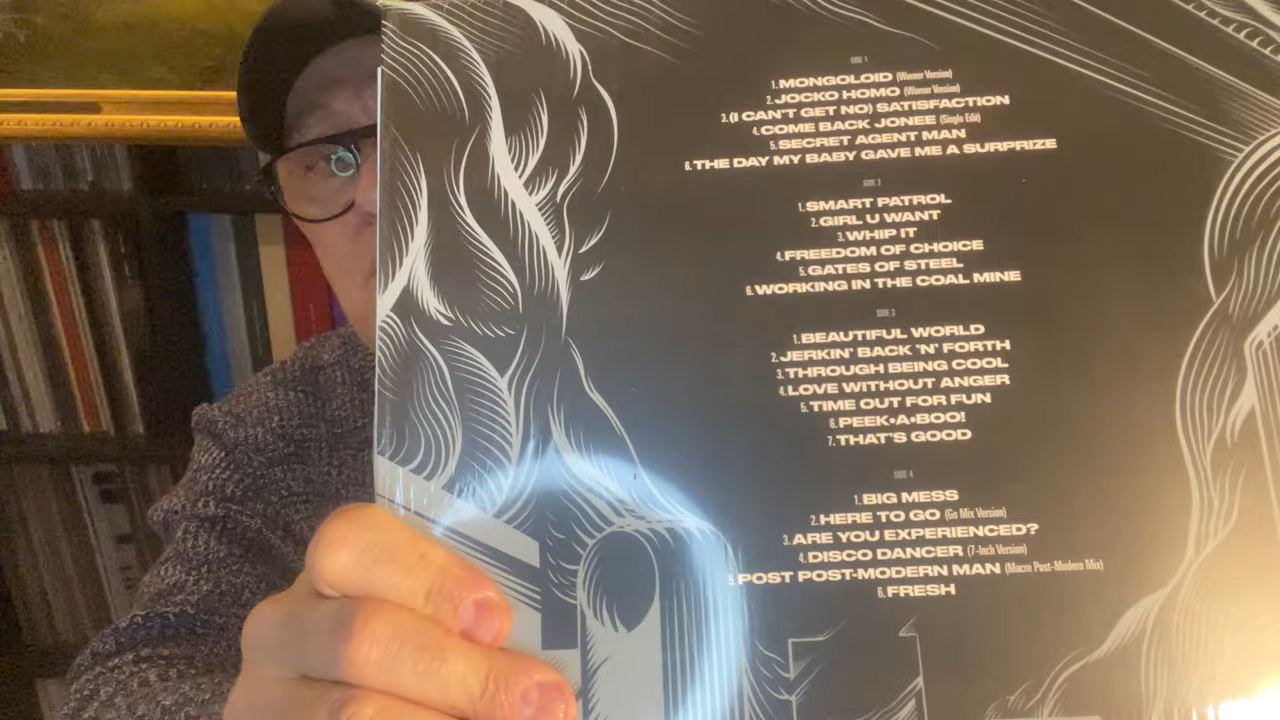 SIDE 1
1. MONGOLOID (Warner Version)
2. JOCKO HOMO (Warner Version)
3. (I CAN'T GET NO) SATISFACTION
4. COME BACK JONEE (Single Edit)
5. SECRET AGENT MAN
6. THE DAY MY BABY GAVE ME A SURPRIZE
SIDE 2
1. SMART PATROL
2. GIRL U WANT
3. WHIP IT
4. FREEDOM OF CHOICE
5. GATES OF STEEL
6. WORKING IN THE COAL MINE
SIDE 3
1. BEAUTIFUL WORLD
2. JERKIN' BACK 'N' FORTH
3. THROUGH BEING COOL
4. LOVE WITHOUT ANGER
5. TIME OUT FOR FUN
6. PEEK•A•BOO!
7. THAT'S GOOD
SIDE 4
1. BIG MESS
2. HERE TO GO (Go Mix Version)
3. ARE YOU EXPERIENCED?
4. DISCO DANCER (7-Inch Version)
5. POST POST-MODERN MAN (Macro Post-Modern Mix)
6. FRESH